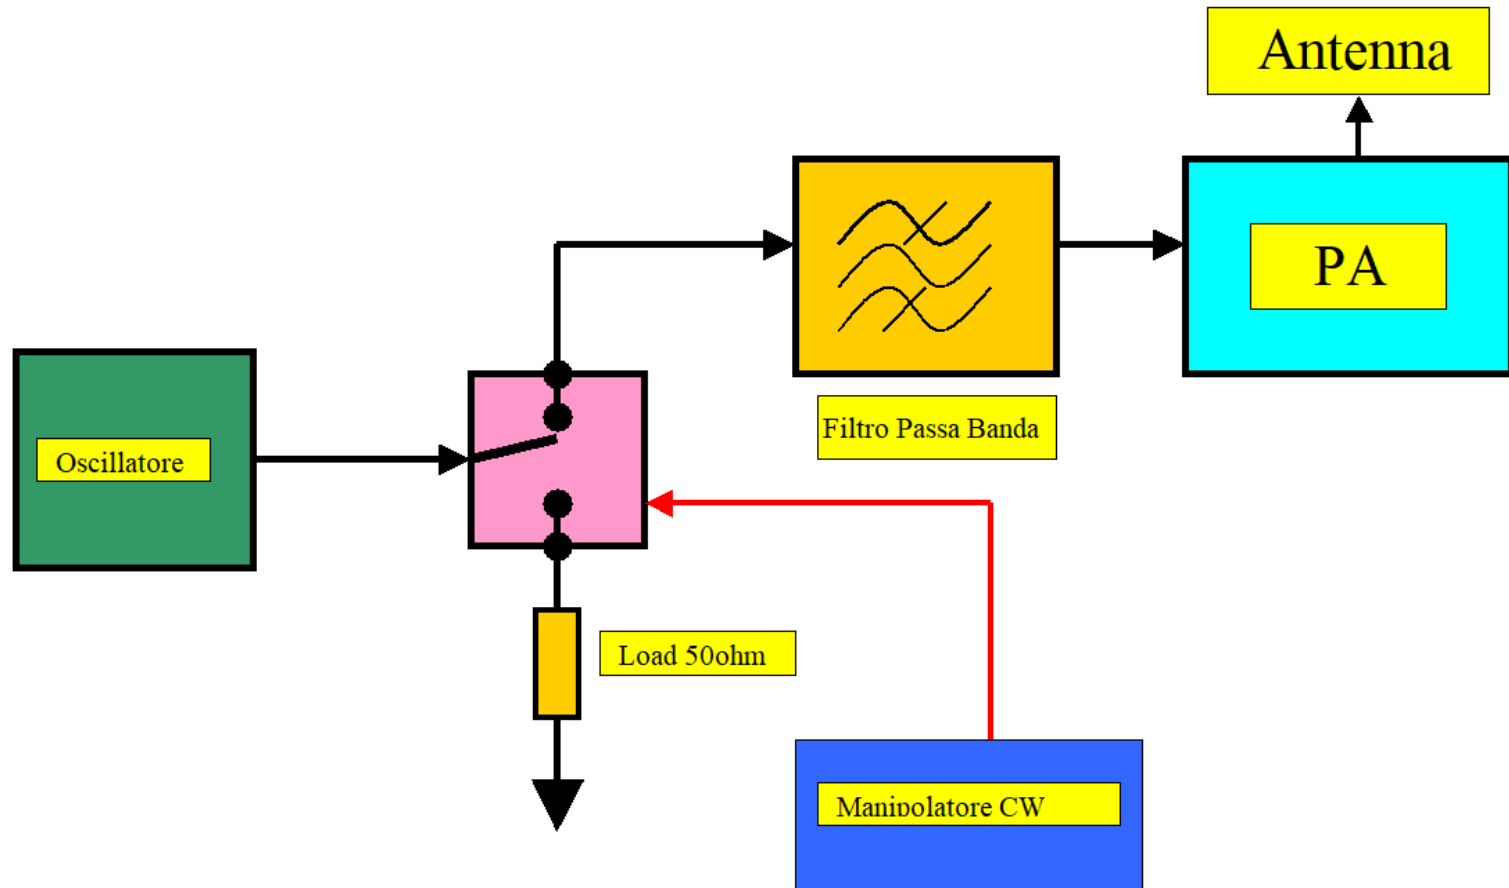 Antenna
PA
Filtro Passa Banda
Oscillatore
Load 50ohm
Manipolatore CW